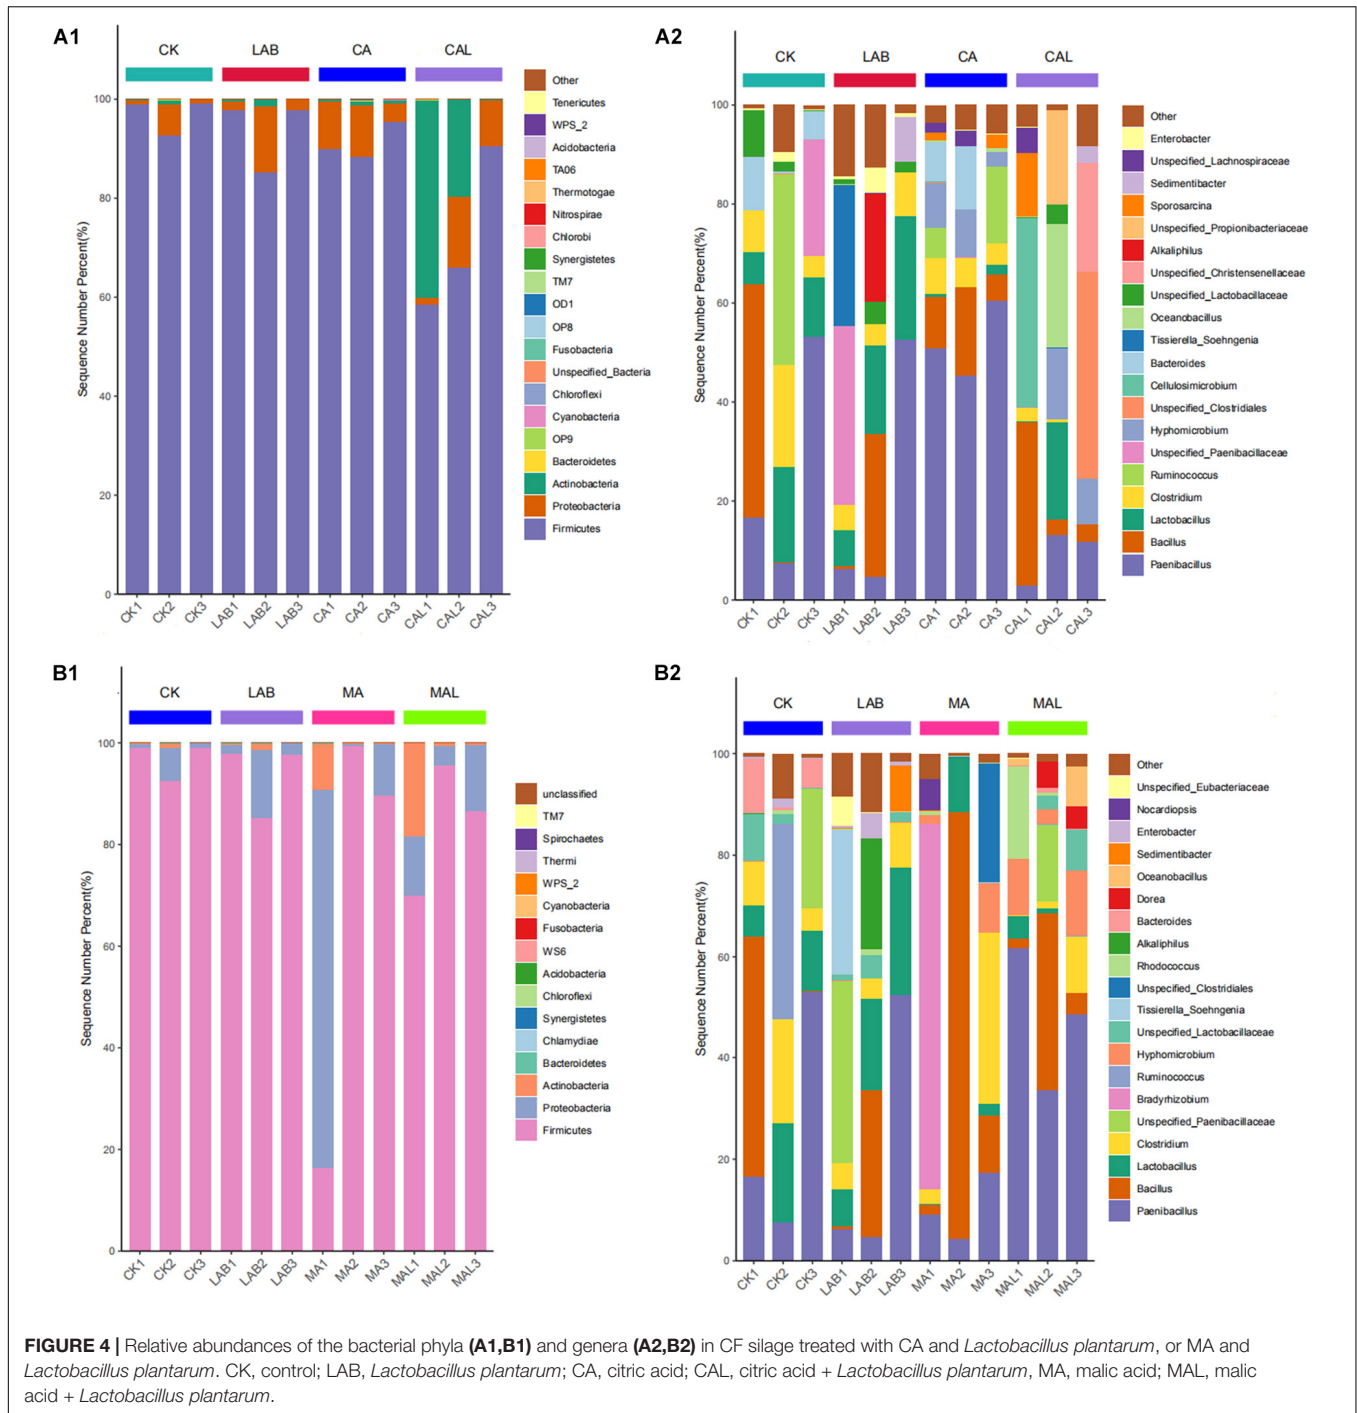 A1
CK LAB CA CAL
Sequence Number Percent(%)
100
80
60
40
20
0
CK1 CK2 CK3 LAB1 LAB2 LAB3 CA1 CA2 CA3 CAL1 CAL2 CAL3
Other
Tenericutes
WPS_2
Acidobacteria
TA06
Thermotogae
Nitrospirae
Chlorobi
Synergistetes
TM7
OD1
OP8
Fusobacteria
Unspecified_Bacteria
Chloroflexi
Cyanobacteria
OP9
Bacteroidetes
Actinobacteria
Proteobacteria
Firmicutes
A2
CK LAB CA CAL
Sequence Number Percent(%)
100
80
60
40
20
0
CK1 CK2 CK3 LAB1 LAB2 LAB3 CA1 CA2 CA3 CAL1 CAL2 CAL3
Other
Enterobacter
Unspecified_Lachnospiraceae
Sedimentibacter
Sporosarcina
Unspecified_Propionibacteriaceae
Alkaliphilus
Unspecified_Christensenellaceae
Unspecified_Lactobacillaceae
Oceanobacillus
Tissierella_Soehngenia
Bacteroides
Cellulosimicrobium
Unspecified_Clostridiales
Hyphomicrobium
Unspecified_Paenibacillaceae
Ruminococcus
Clostridium
Lactobacillus
Bacillus
Paenibacillus
B1
CK LAB MA MAL
Sequence Number Percent(%)
100
80
60
40
20
0
CK1 CK2 CK3 LAB1 LAB2 LAB3 MA1 MA2 MA3 MAL1 MAL2 MAL3
unclassified
TM7
Spirochaetes
Thermi
WPS_2
Cyanobacteria
Fusobacteria
WS6
Acidobacteria
Chloroflexi
Synergistetes
Chlamydiae
Bacteroidetes
Actinobacteria
Proteobacteria
Firmicutes
B2
CK LAB MA MAL
Sequence Number Percent(%)
100
80
60
40
20
0
CK1 CK2 CK3 LAB1 LAB2 LAB3 MA1 MA2 MA3 MAL1 MAL2 MAL3
Other
Unspecified_Eubacteriaceae
Nocardiopsis
Enterobacter
Sedimentibacter
Oceanobacillus
Dorea
Bacteroides
Alkaliphilus
Rhodococcus
Unspecified_Clostridiales
Tissierella_Soehngenia
Unspecified_Lactobacillaceae
Hyphomicrobium
Ruminococcus
Bradyrhizobium
Unspecified_Paenibacillaceae
Clostridium
Lactobacillus
Bacillus
Paenibacillus
FIGURE 4 | Relative abundances of the bacterial phyla (A1,B1) and genera (A2,B2) in CF silage treated with CA and Lactobacillus plantarum, or MA and
Lactobacillus plantarum. CK, control; LAB, Lactobacillus plantarum; CA, citric acid; CAL, citric acid + Lactobacillus plantarum, MA, malic acid; MAL, malic
acid + Lactobacillus plantarum.